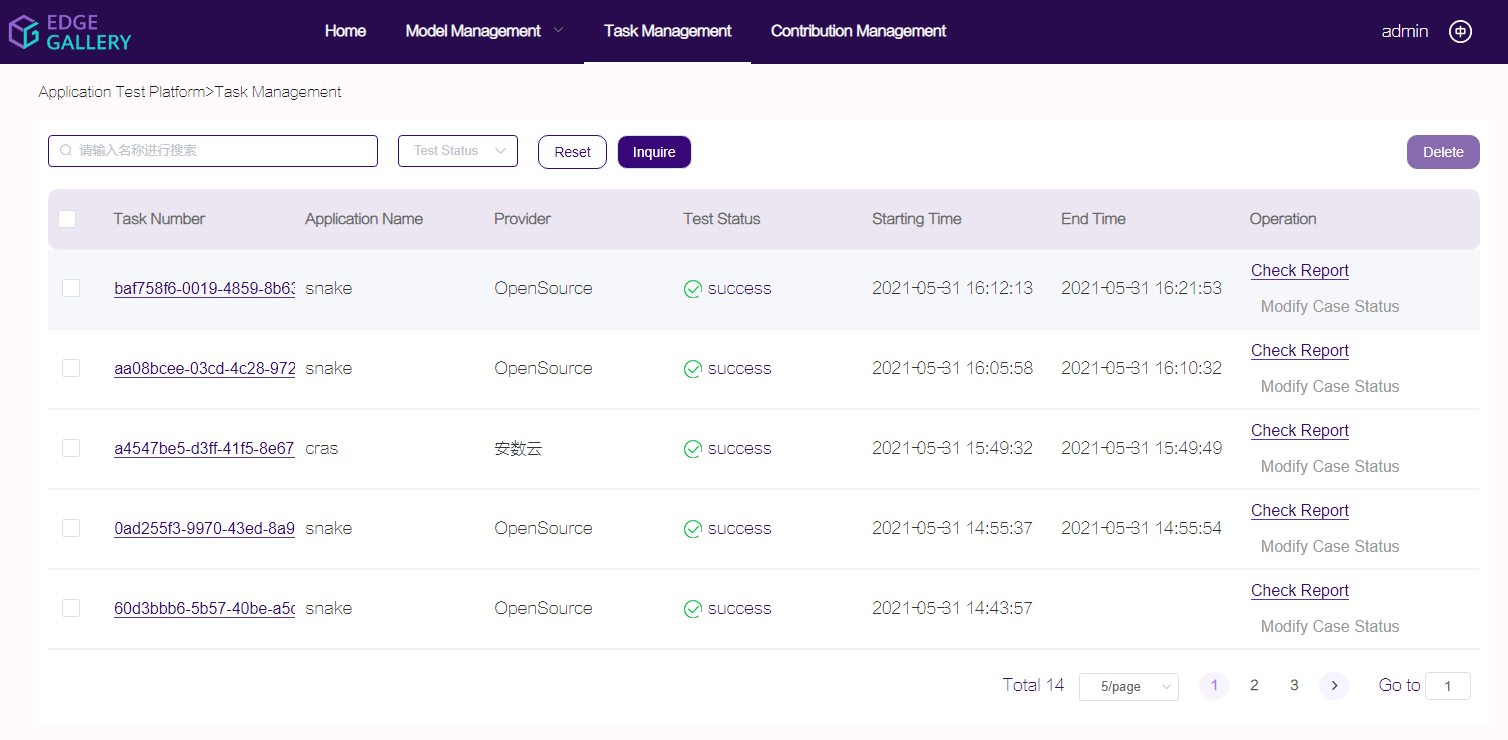 EDGE
GALLERY
Home Model Management Task Management Contribution Management admin 中
Application Test Platform>Task Management
请输入名称进行搜索 Test Status Reset Inquire Delete
Task Number Application Name Provider Test Status Starting Time End Time Operation
baf758f6-0019-4859-8b63 snake OpenSource success 2021-05-31 16:12:13 2021-05-31 16:21:53 Check Report
Modify Case Status
aa08bcee-03cd-4c28-972 snake OpenSource success 2021-05-31 16:05:58 2021-05-31 16:10:32 Check Report
Modify Case Status
a4547be5-d3ff-41f5-8e67 cras 安数云 success 2021-05-31 15:49:32 2021-05-31 15:49:49 Check Report
Modify Case Status
0ad255f3-9970-43ed-8a9 snake OpenSource success 2021-05-31 14:55:37 2021-05-31 14:55:54 Check Report
Modify Case Status
60d3bbb6-5b57-40be-a5c snake OpenSource success 2021-05-31 14:43:57 Check Report
Modify Case Status
Total 14 5/page 1 2 3 > Go to 1